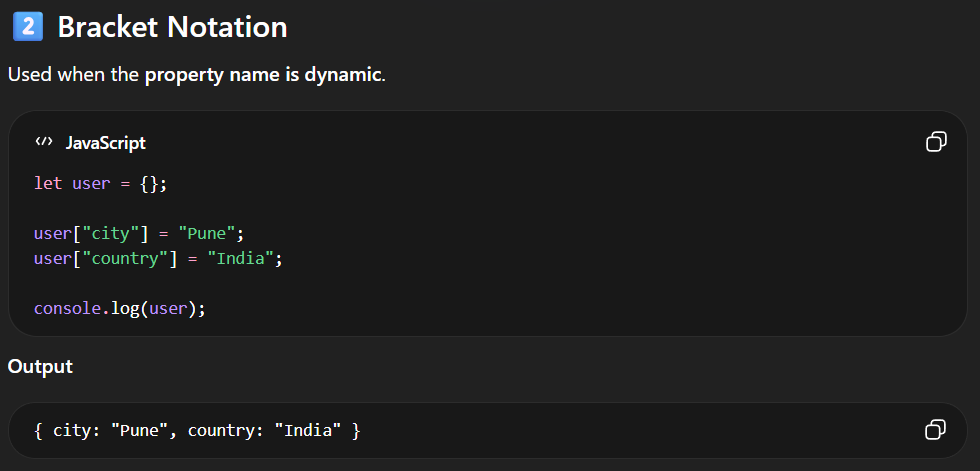 2️⃣ Bracket Notation
Used when the property name is dynamic.
</> JavaScript
let user = {};
user["city"] = "Pune";
user["country"] = "India";
console.log(user);
Output
{ city: "Pune", country: "India" }